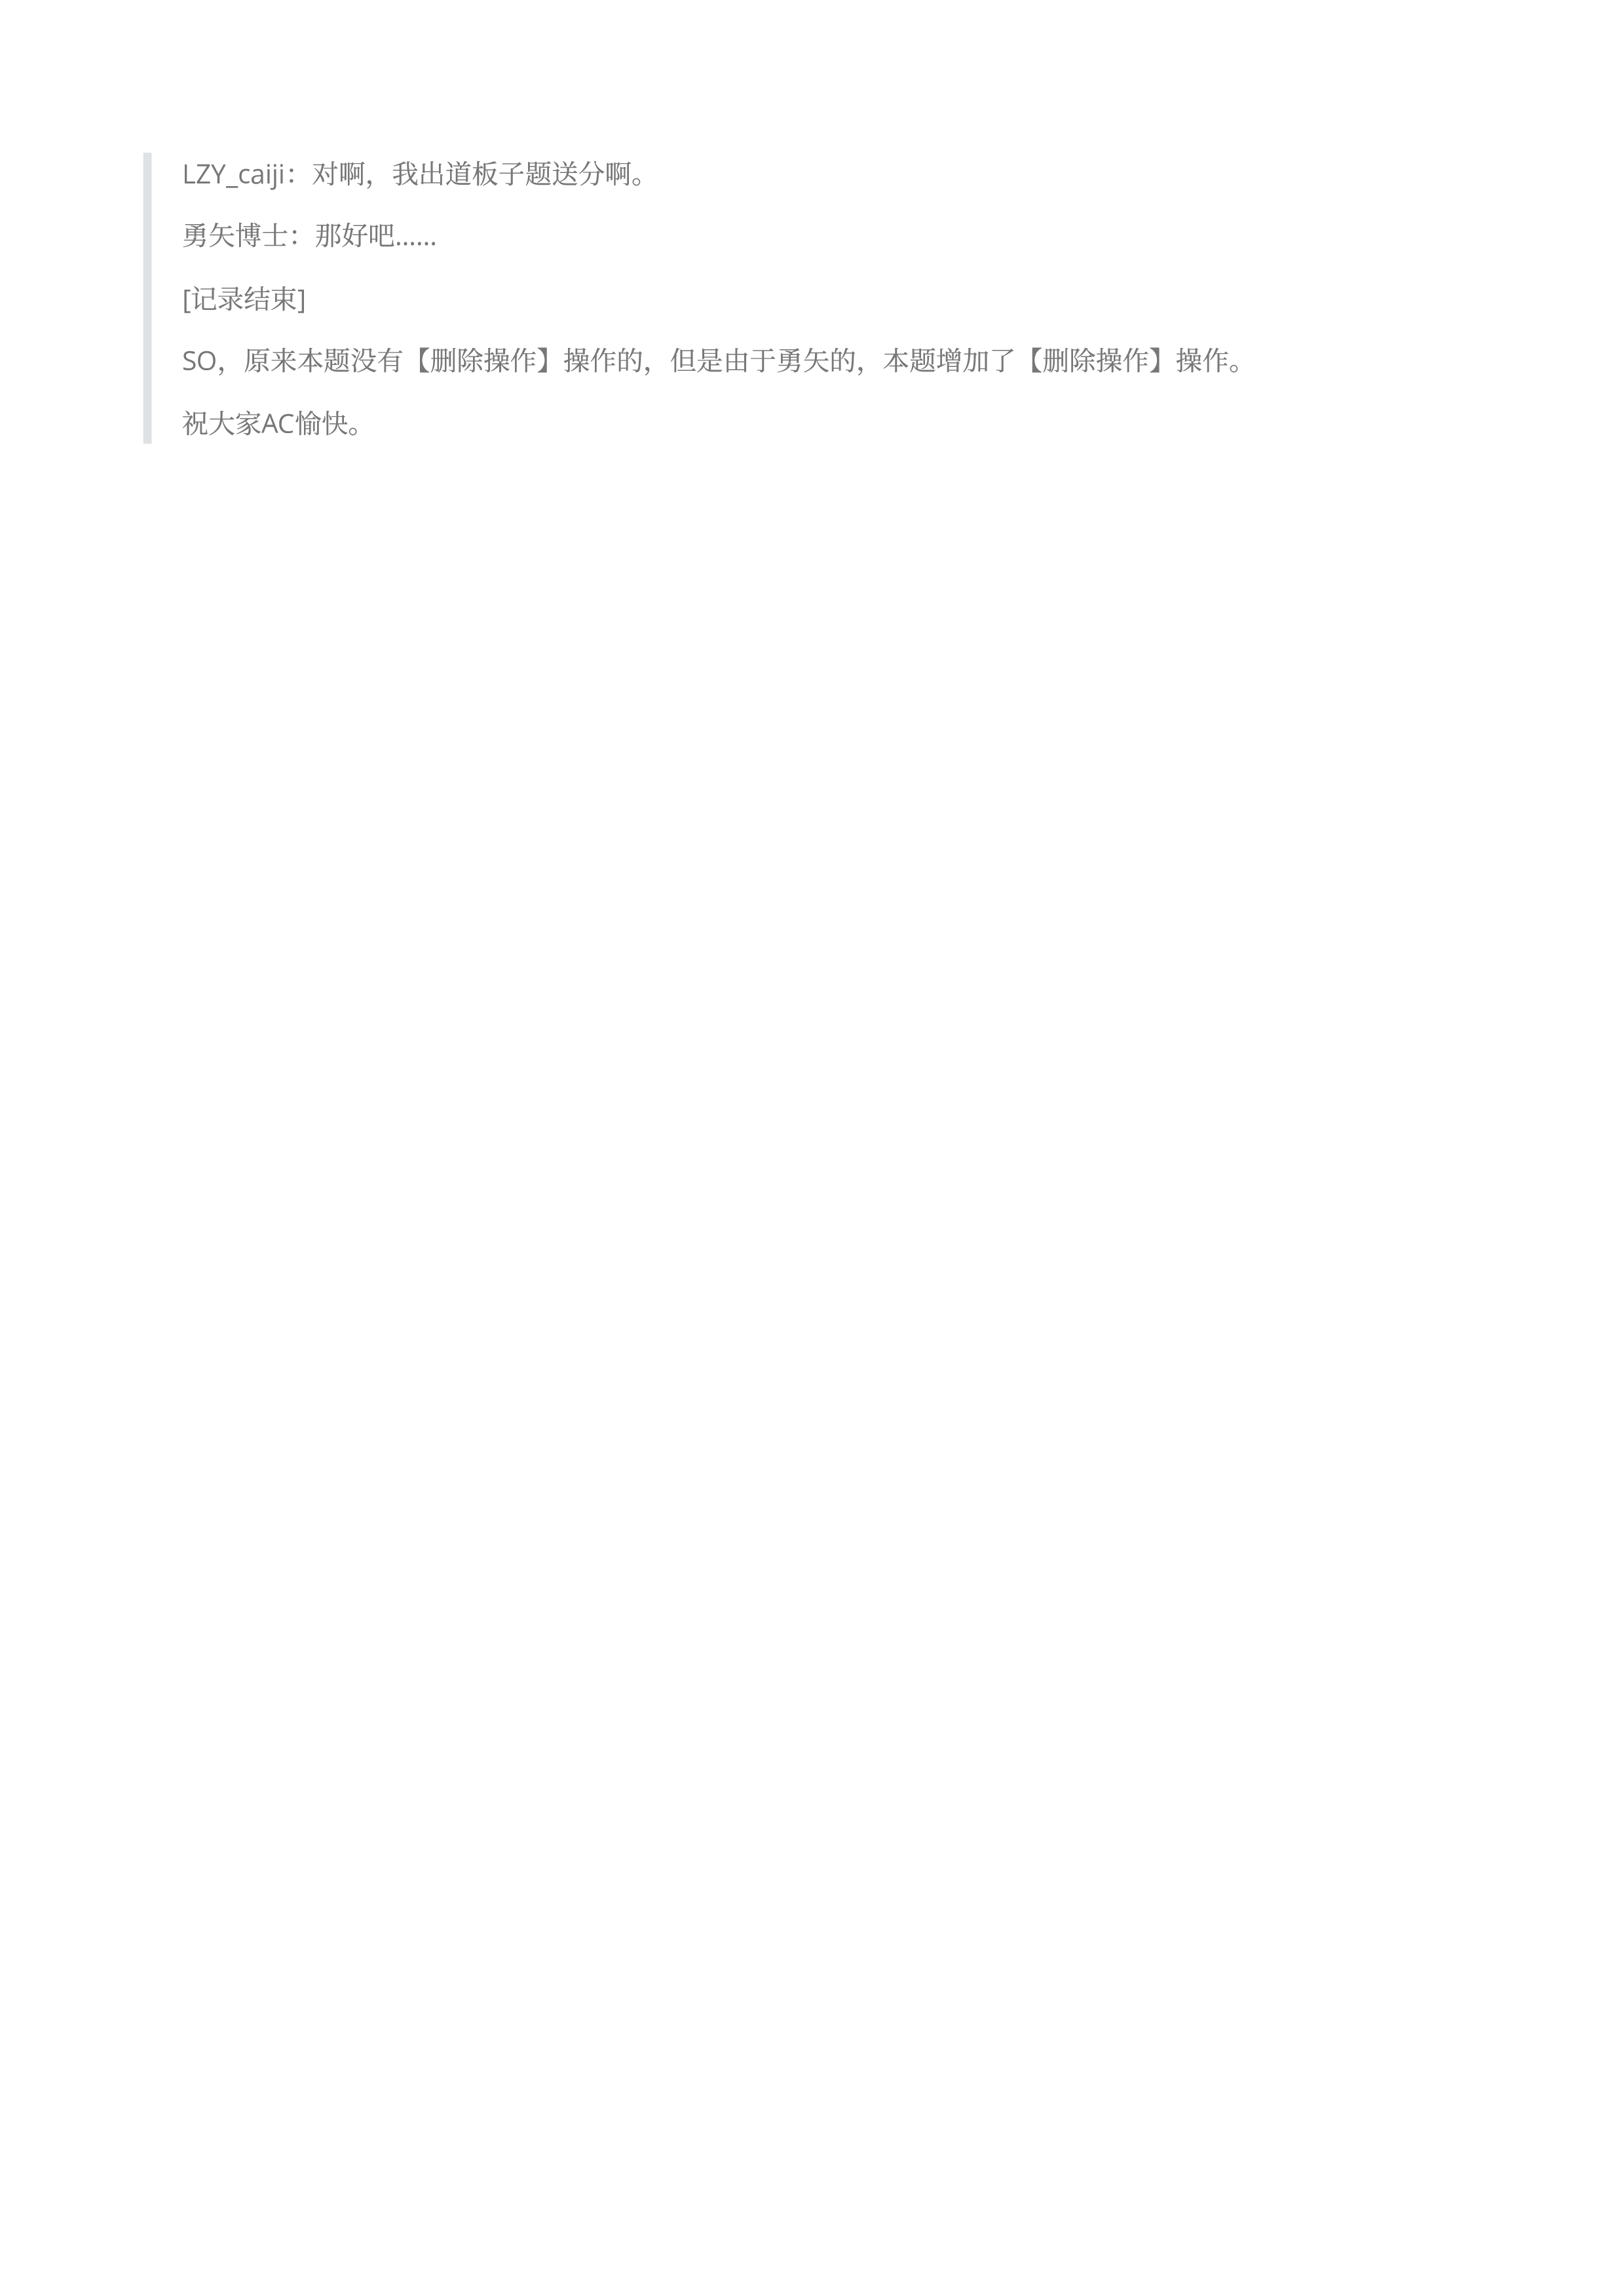 LZY_caiji：对啊，我出道板子题送分啊。
勇矢博士：那好吧……
[记录结束]
SO，原来本题没有【删除操作】操作的，但是由于勇矢的，本题增加了【删除操作】操作。
祝大家AC愉快。